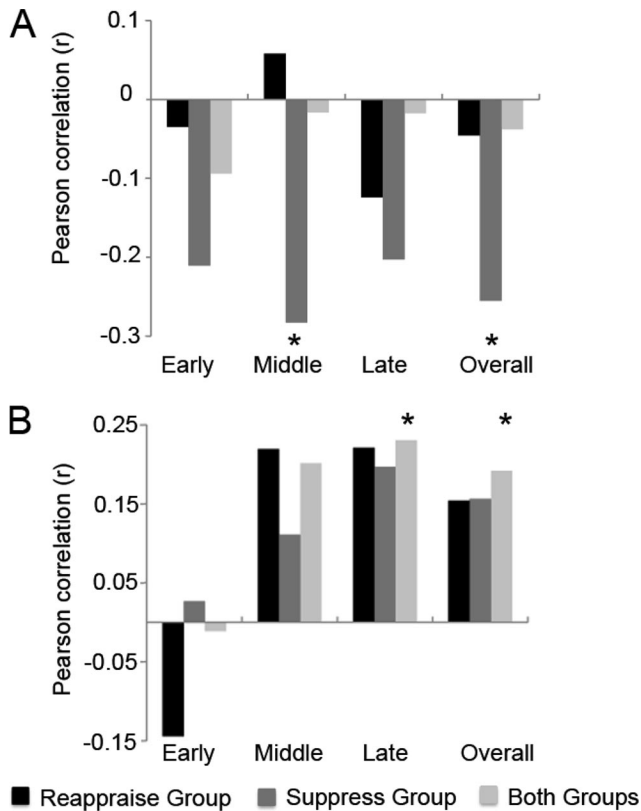 A
Pearson correlation (r)
0.1
0
-0.1
-0.2
-0.3
* *
Early Middle Late Overall
B
Pearson correlation (r)
* *
0.25
0.15
0.05
-0.05
-0.15
Early Middle Late Overall
Reappraise Group Suppress Group Both Groups